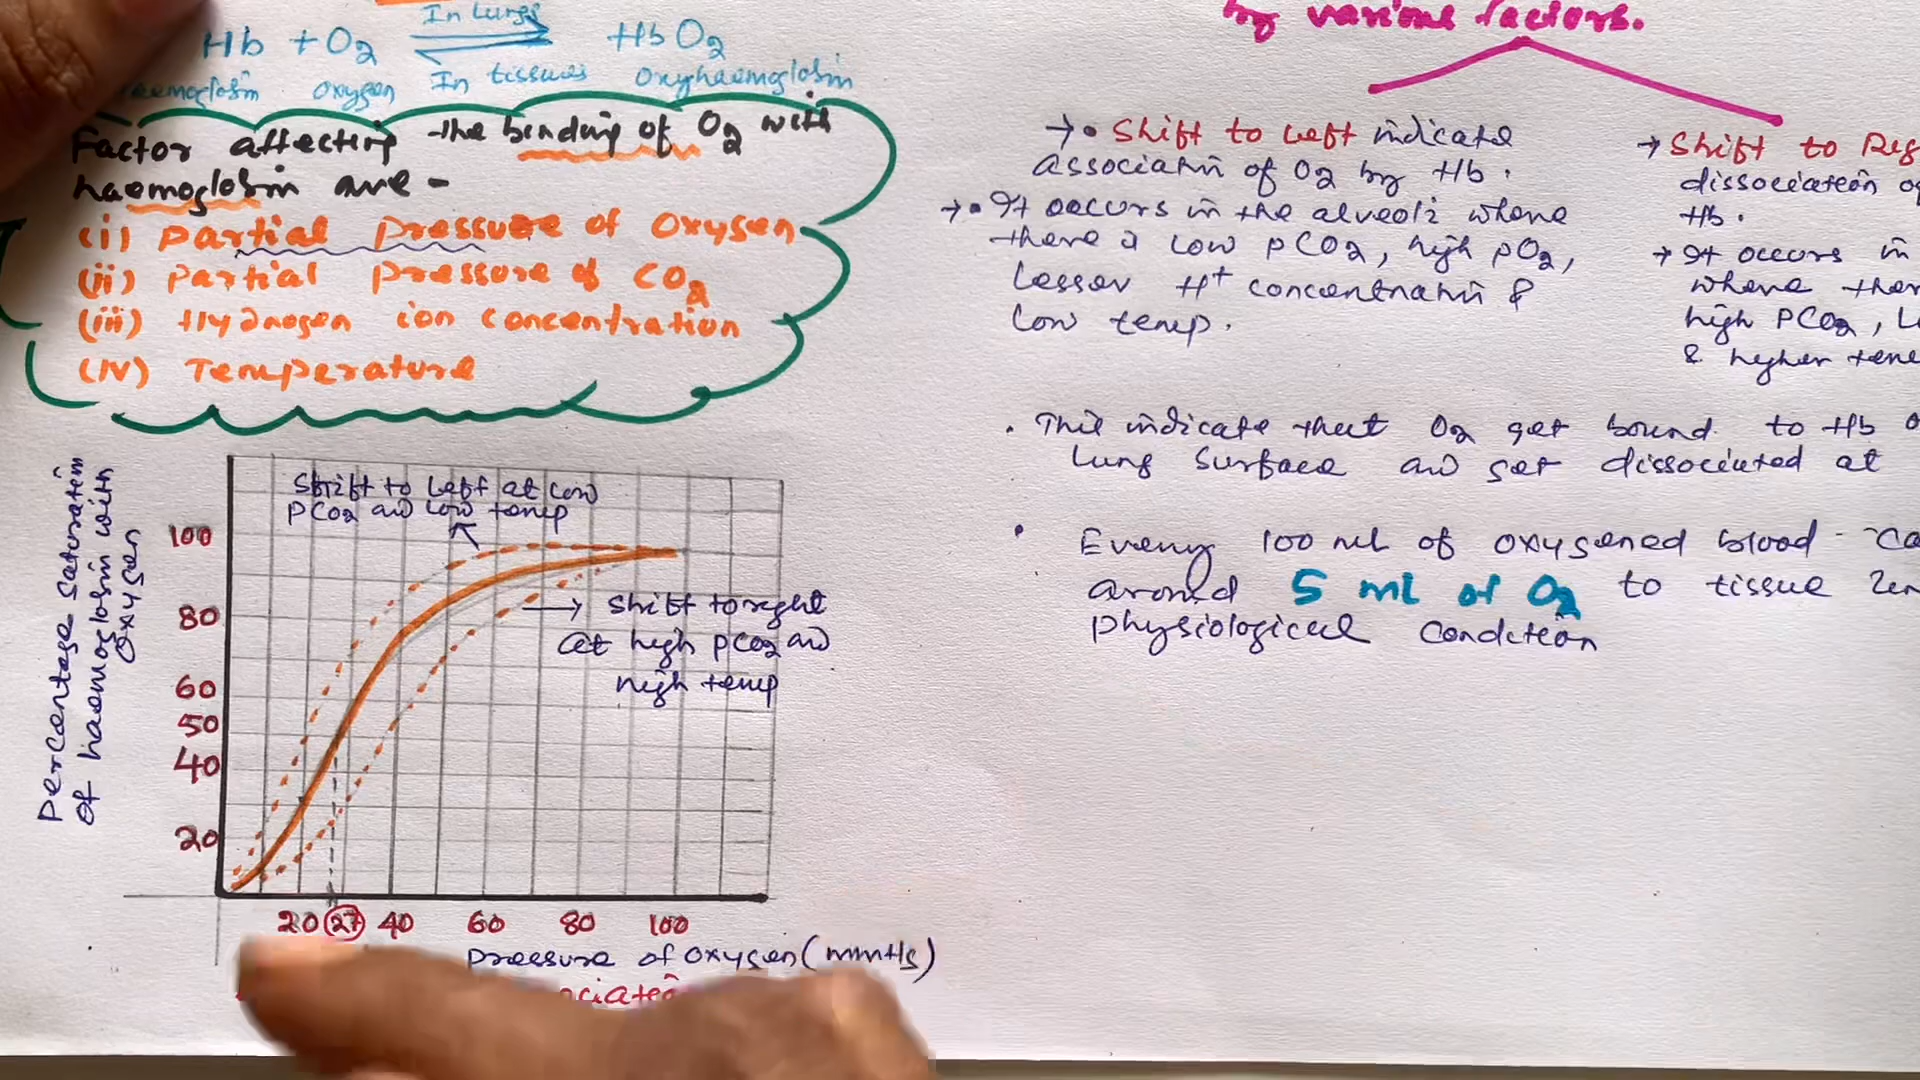 Hb + O2 In Lungs HbO2
oxygen In tissues Oxyhaemoglobin
Factor affecting the binding of O2 with
haemoglobin are -
(i) Partial Pressure of Oxygen
(ii) Partial Pressure of CO2
(iii) Hydrogen ion concentration
(iv) Temperature
Percentage saturation
of haemoglobin with
oxygen
Shift to Left at low
PCO2 and low temp
→ Shift to right
at high pCO2 and
high temp
100
80
60
50
40
20
20 27 40 60 80 100
pressure of oxygen (mmHg)
by various factors.
→ • Shift to Left indicate
association of O2 by Hb.
→ • It occurs in the alveoli where
there is low pCO2, high pO2,
Lesser H+ concentration &
low temp.
→ Shift to
dissociation
Hb.
→ It occurs in
where
high PCO2,
& higher
• This indicate that O2 get bound to Hb
Lung surface and get dissociated at
• Every 100 ml of oxygened blood
around 5 ml of O2 to tissue
physiological condition